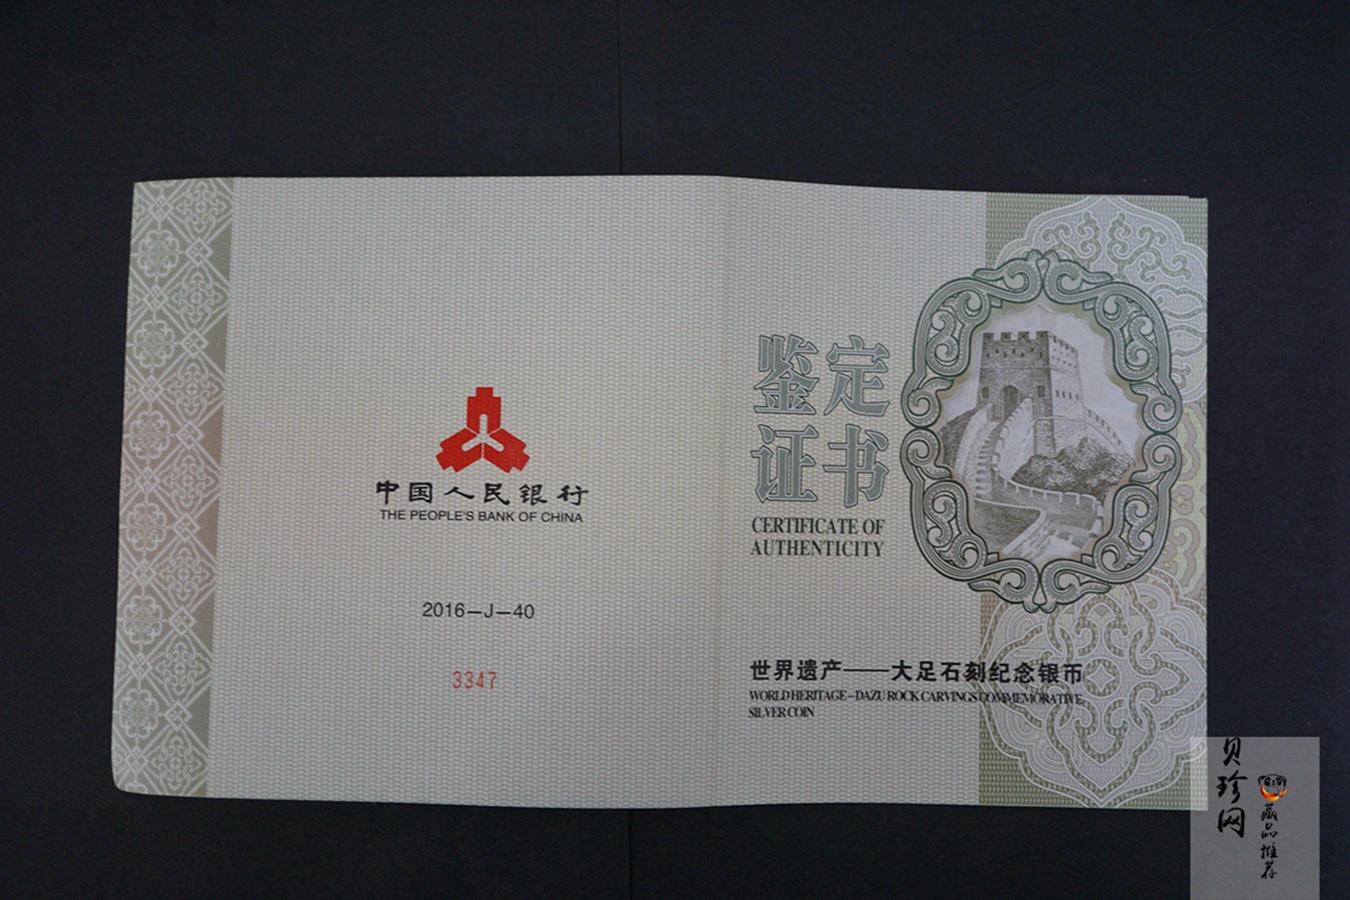 中国人民银行
THE PEOPLE'S BANK OF CHINA
2016-J-40
3347
鉴定
证书
CERTIFICATE OF
AUTHENTICITY
世界遗产——大足石刻纪念银币
WORLD HERITAGE – DAZU ROCK CARVINGS COMMEMORATIVE
SILVER COIN
贝珍网
藏品推荐